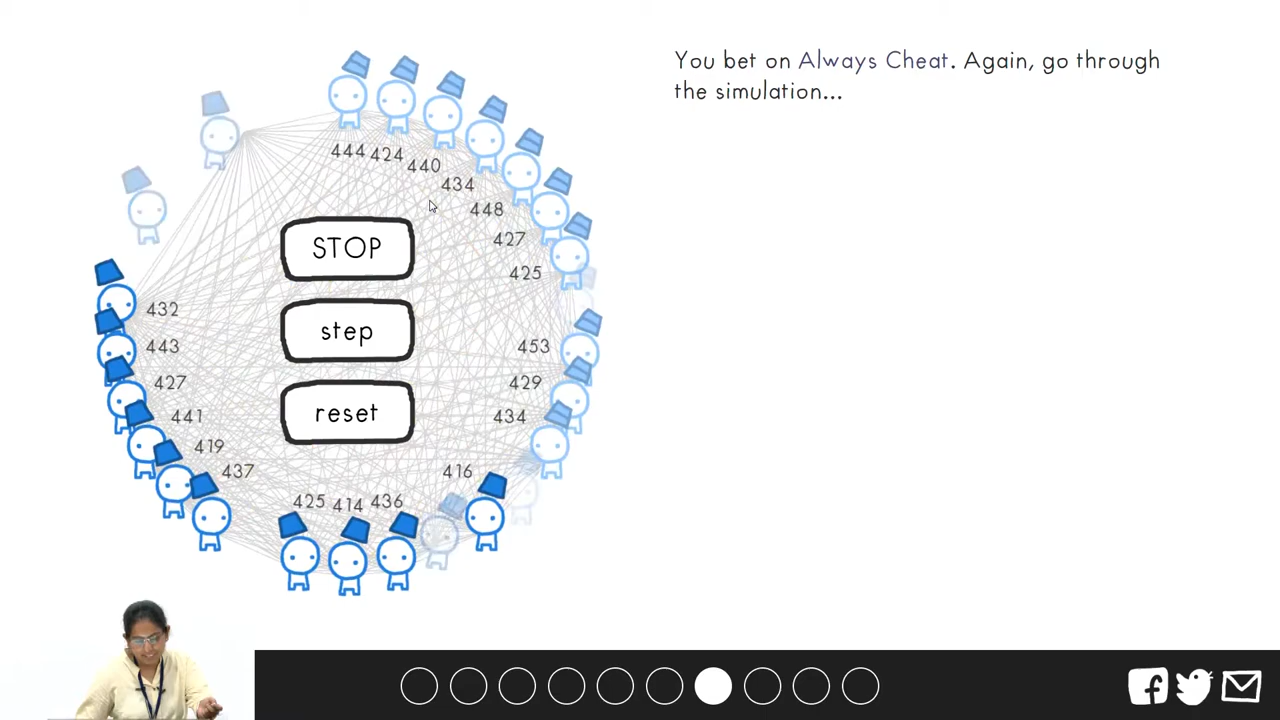 You bet on Always Cheat. Again, go through
the simulation...
444 424 440
434
448
427
425
453
429
434
416
436
414
425
437
419
441
427
443
432
STOP
step
reset